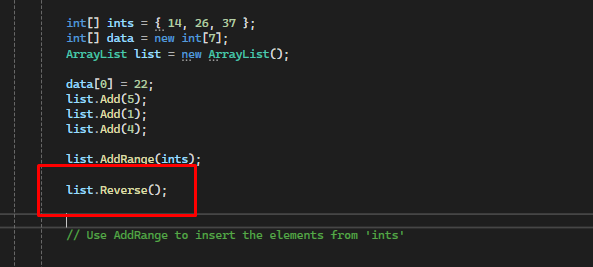 int[] ints = { 14, 26, 37 };
int[] data = new int[7];
ArrayList list = new ArrayList();
data[0] = 22;
list.Add(5);
list.Add(1);
list.Add(4);
list.AddRange(ints);
list.Reverse();
// Use AddRange to insert the elements from 'ints'